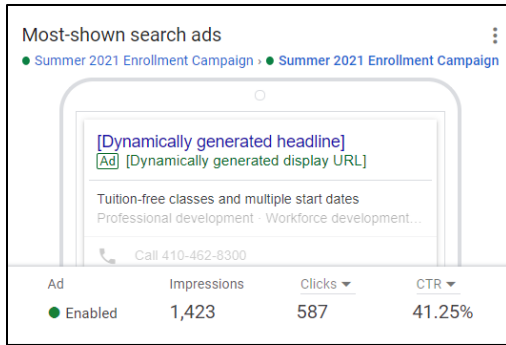 Most-shown search ads
Summer 2021 Enrollment Campaign › Summer 2021 Enrollment Campaign
[Dynamically generated headline]
Ad [Dynamically generated display URL]
Tuition-free classes and multiple start dates
Professional development · Workforce development...
Call 410-462-8300
Ad Impressions Clicks CTR
Enabled 1,423 587 41.25%